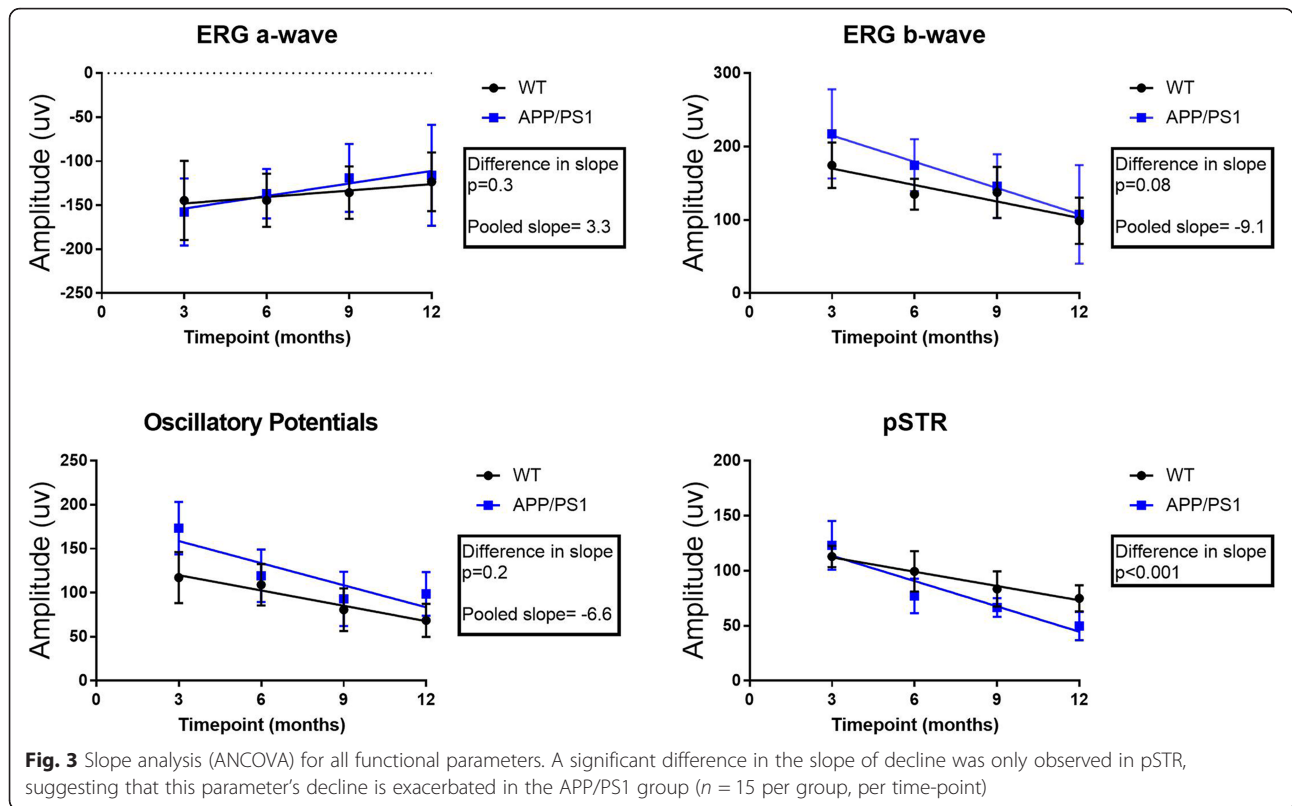 ERG a-wave
Amplitude (uv)
0
-50
-100
-150
-200
-250
0
3
6
9
12
Timepoint (months)
WT
APP/PS1
Difference in slope
p=0.3
Pooled slope= 3.3
ERG b-wave
Amplitude (uv)
300
200
100
0
0
3
6
9
12
Timepoint (months)
WT
APP/PS1
Difference in slope
p=0.08
Pooled slope= -9.1
Oscillatory Potentials
Amplitude (uv)
250
200
150
100
50
0
0
3
6
9
12
Timepoint (months)
WT
APP/PS1
Difference in slope
p=0.2
Pooled slope= -6.6
pSTR
Amplitude (uv)
200
150
100
50
0
0
3
6
9
12
Timepoint (months)
WT
APP/PS1
Difference in slope
p<0.001
Fig. 3 Slope analysis (ANCOVA) for all functional parameters. A significant difference in the slope of decline was only observed in pSTR,
suggesting that this parameter's decline is exacerbated in the APP/PS1 group (n = 15 per group, per time-point)